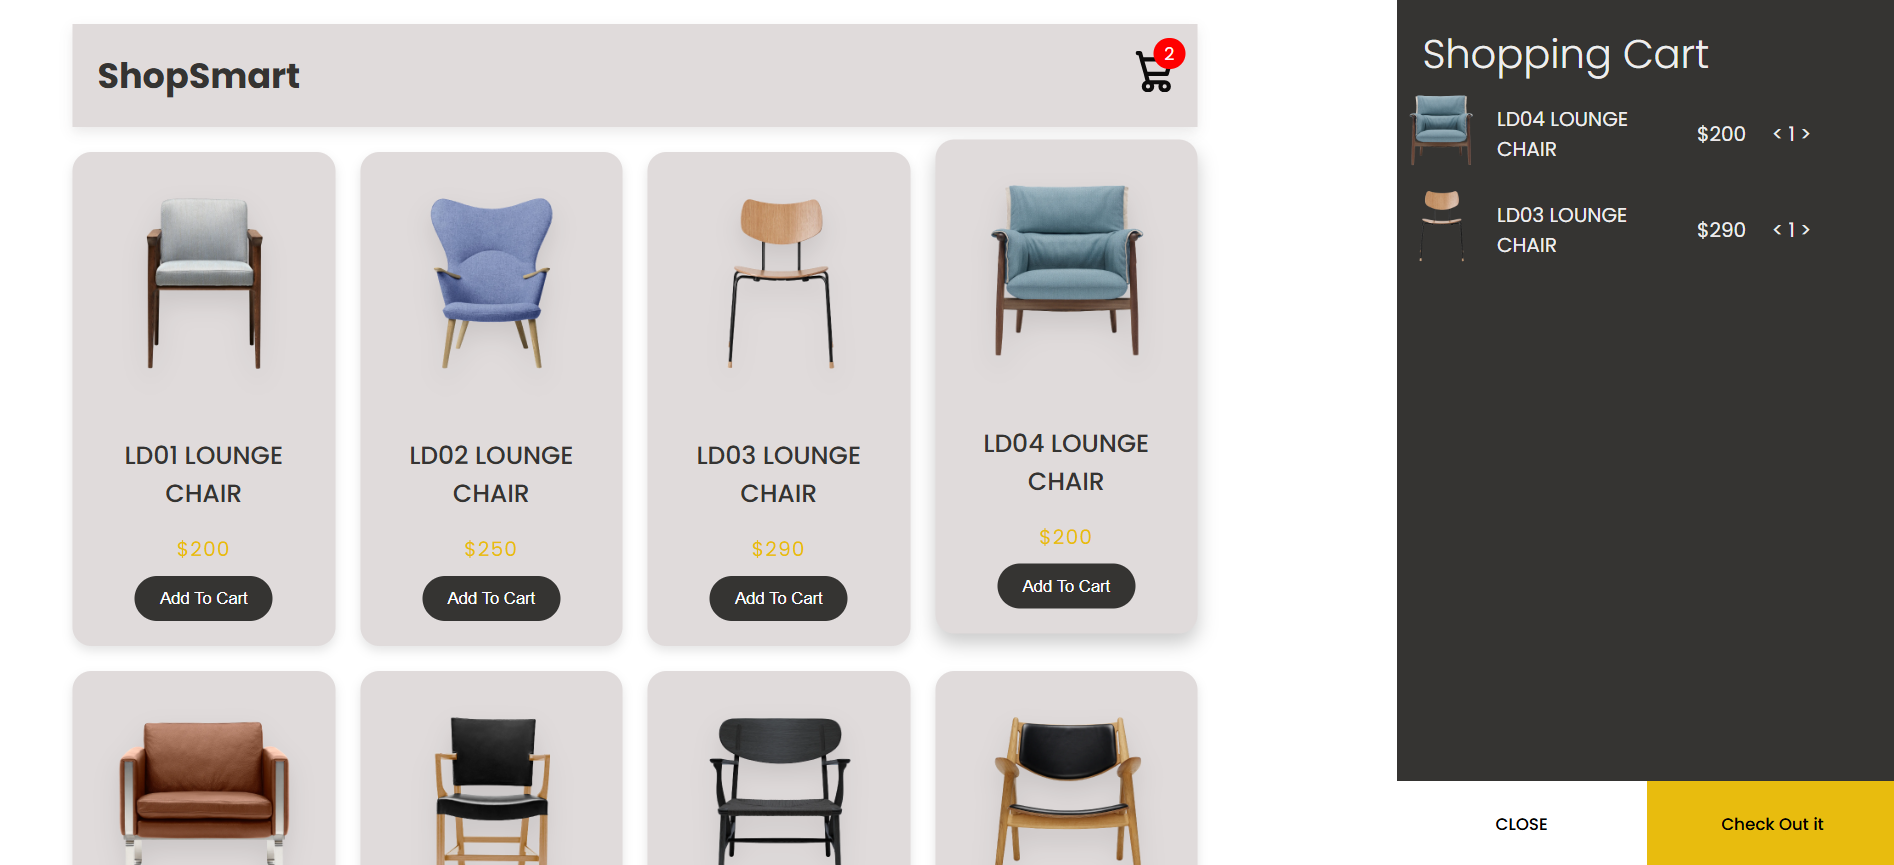 ShopSmart
2
LD01 LOUNGE
CHAIR
$200
Add To Cart
LD02 LOUNGE
CHAIR
$250
Add To Cart
LD03 LOUNGE
CHAIR
$290
Add To Cart
LD04 LOUNGE
CHAIR
$200
Add To Cart
Shopping Cart
LD04 LOUNGE
CHAIR
$200 < 1 >
LD03 LOUNGE
CHAIR
$290 < 1 >
CLOSE
Check Out it